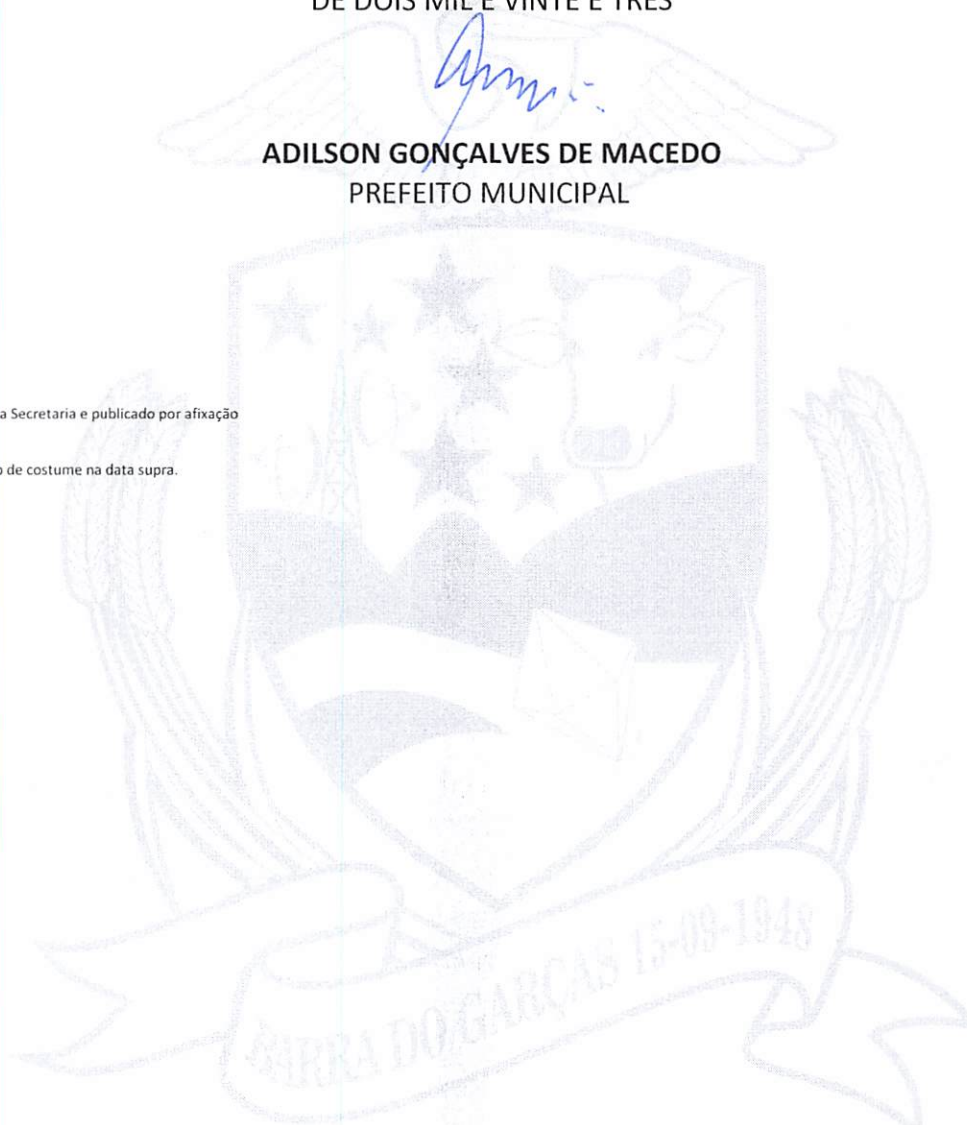 DE DOIS MIL E VINTE E TRÊS
ADILSON GONÇALVES DE MACEDO
PREFEITO MUNICIPAL
a Secretaria e publicado por afixação
o de costume na data supra.
BARRA DO GARÇAS 15-09-1948